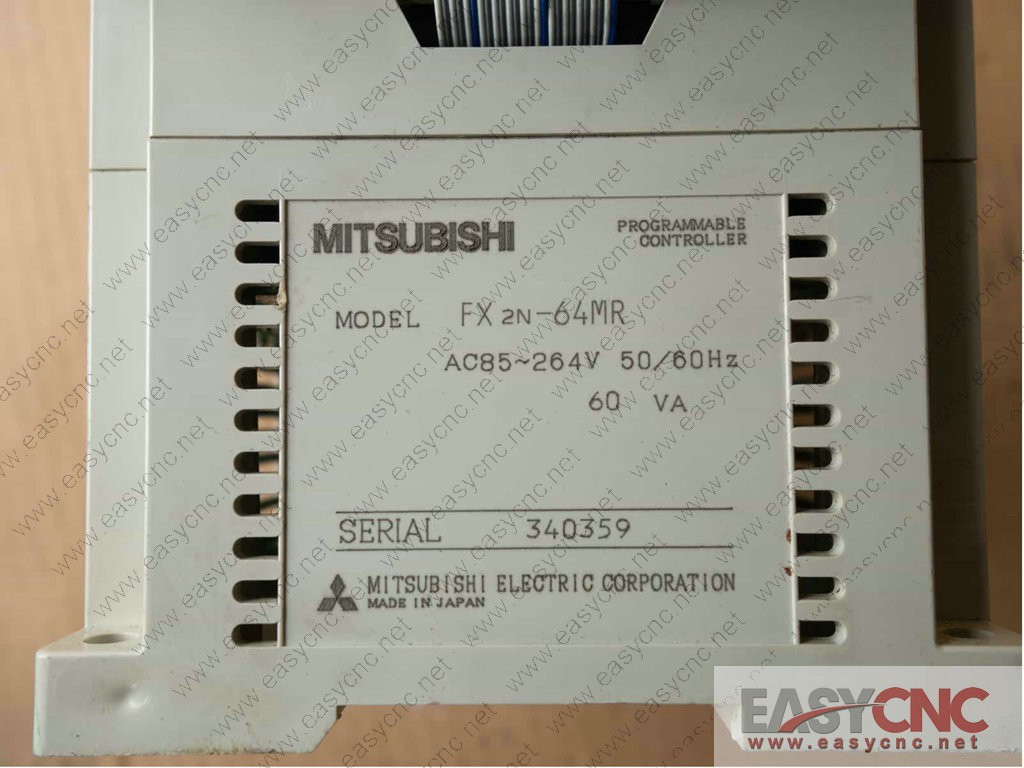 MITSUBISHI
PROGRAMMABLE
CONTROLLER
MODEL FX2N-64MR
AC85~264V 50/60Hz
60 VA
SERIAL 340359
MITSUBISHI ELECTRIC CORPORATION
MADE IN JAPAN
EASYCNC
www.easycnc.net